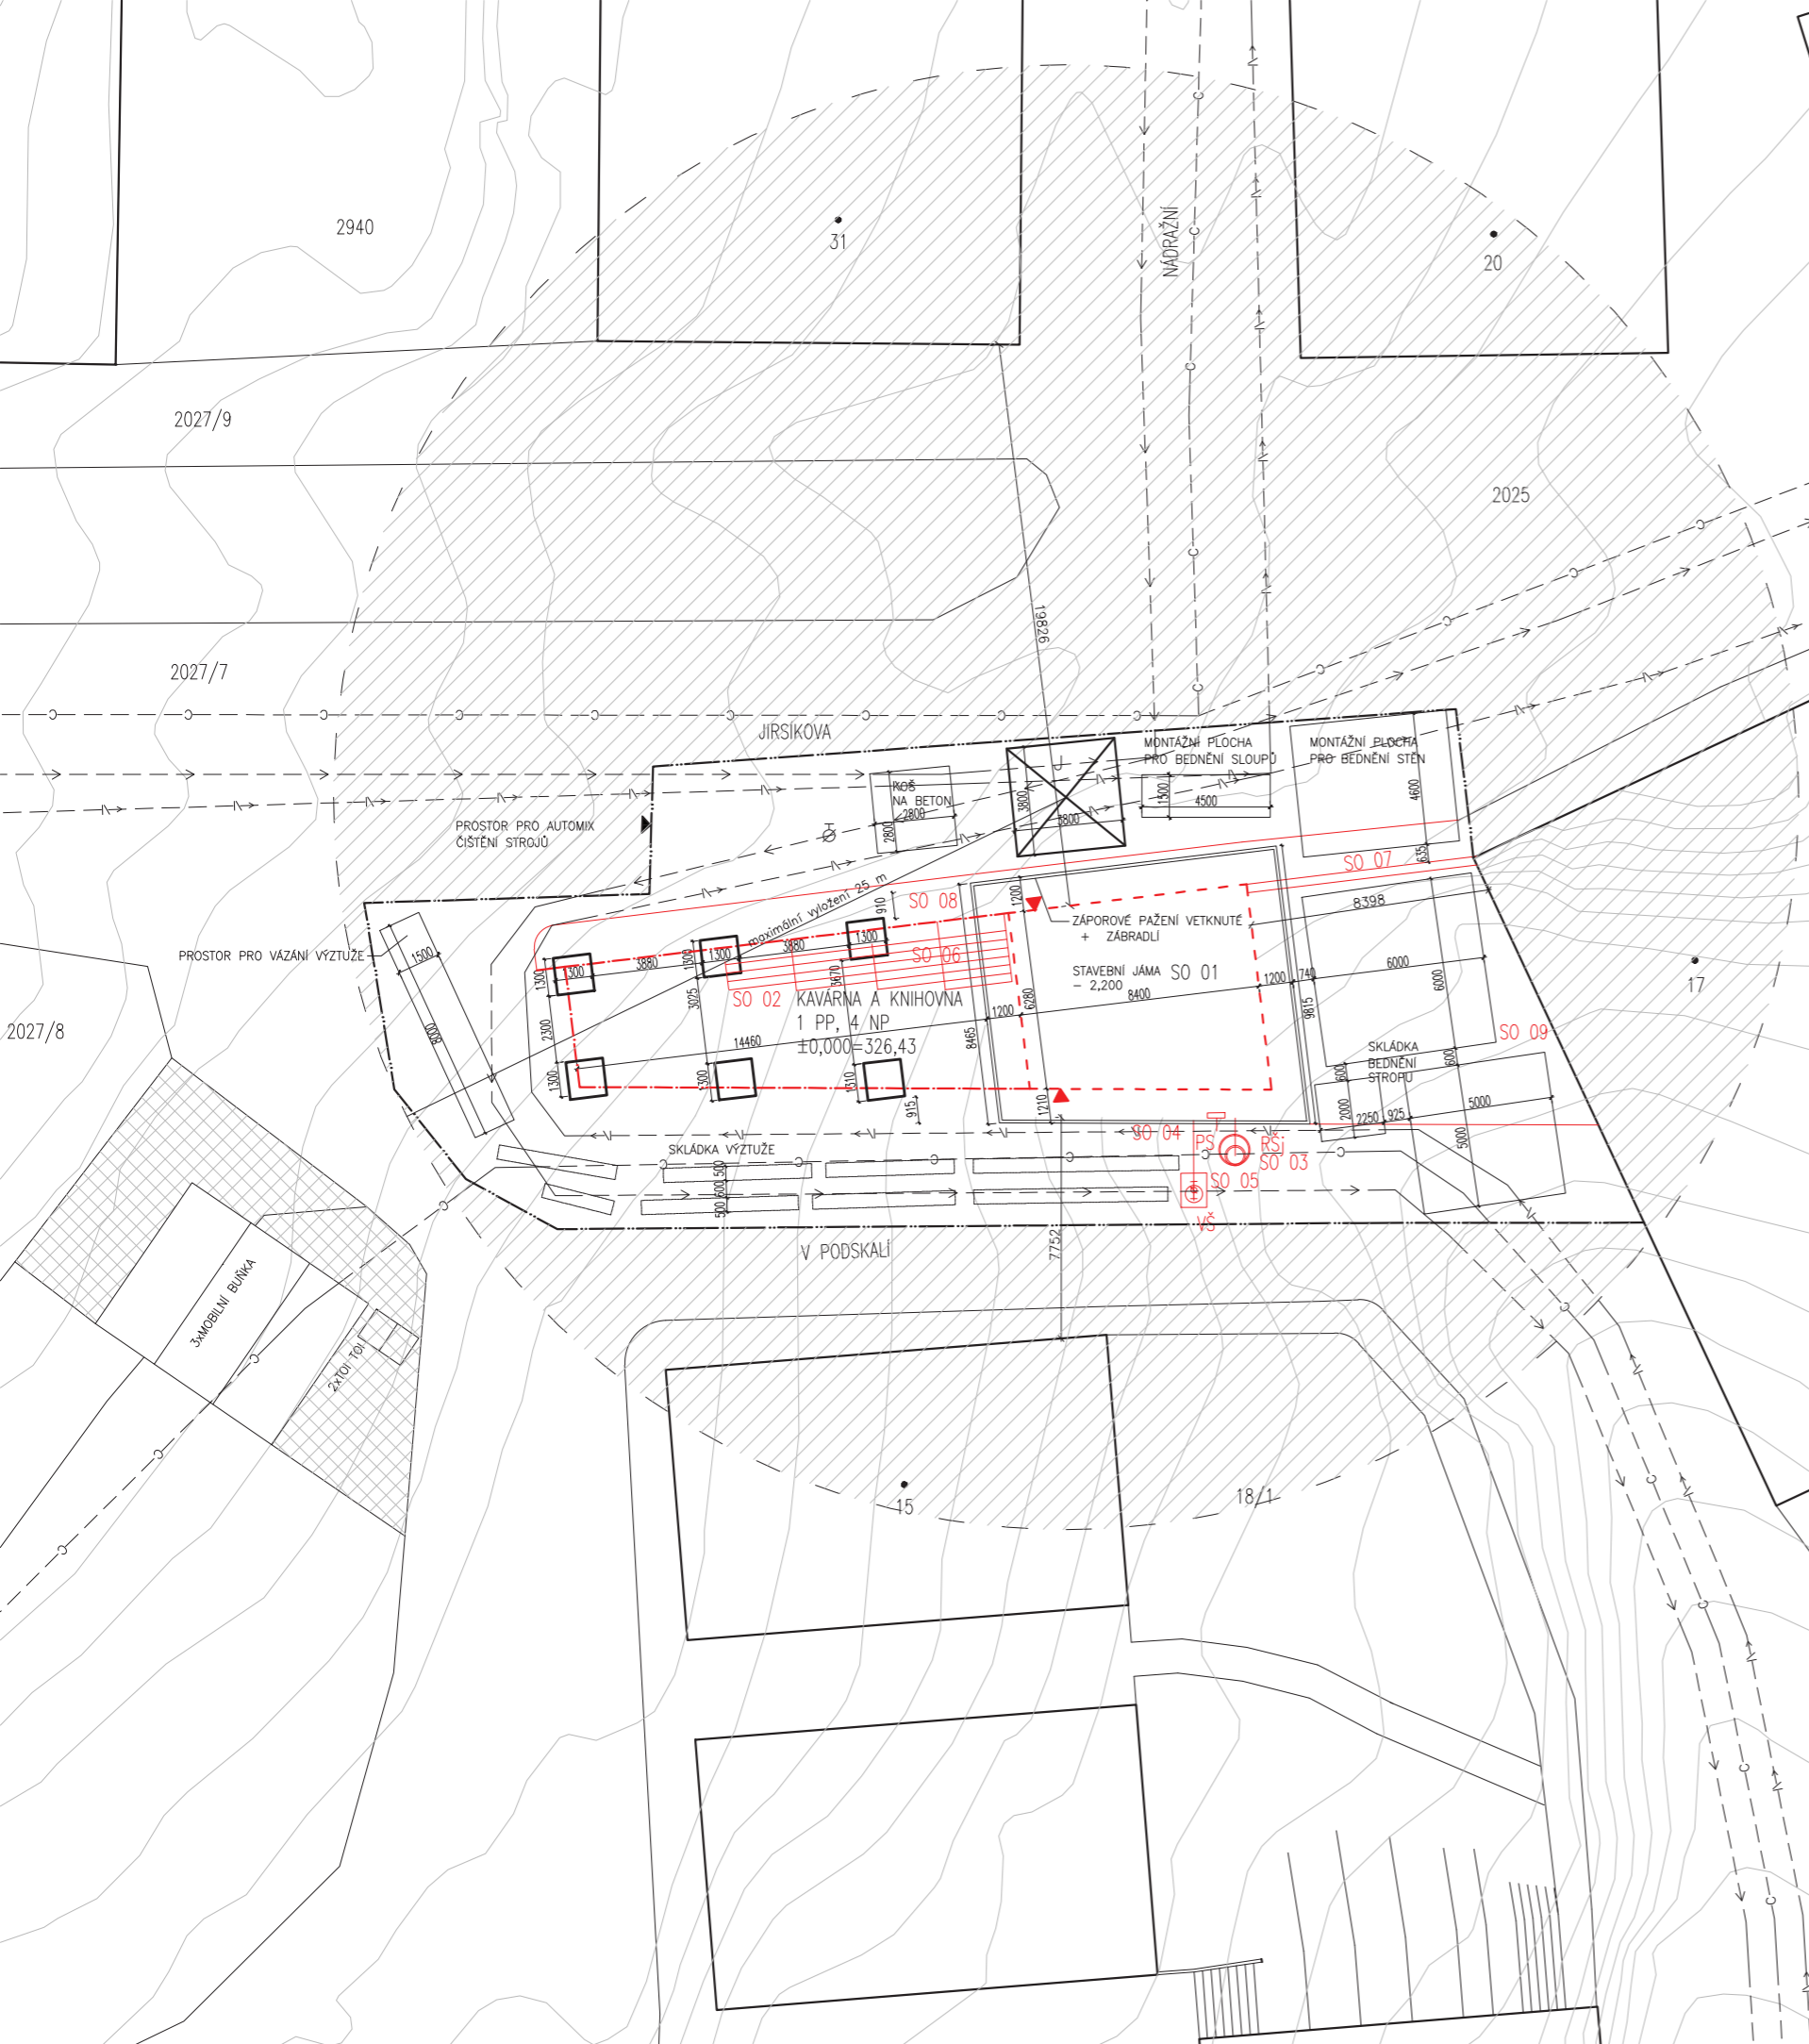 2940
31
NÁDRAŽNÍ
20
2027/9
2025
19826
2027/7
JIRSÍKOVA
MONTÁŽNÍ PLOCHA
PRO BEDNĚNÍ SLOUPŮ
MONTÁŽNÍ PLOCHA
PRO BEDNĚNÍ STĚN
J
KOŠ
NA BETON
2800
2800
3800
3800
1500
4500
4600
635
PROSTOR PRO AUTOMIX
ČIŠTĚNÍ STROJŮ
SO 07
maximální vyložení 25 m
910
SO 08
1200
8398
ZÁPOROVÉ PAŽENÍ VETKNUTÉ
+ ZÁBRADLÍ
PROSTOR PRO VÁZÁNÍ VÝZTUŽE
1500
8000
1300
1300
3880
1300
1300
3880
1300
SO 06
3670
3025
2300
SO 02
KAVÁRNA A KNIHOVNA
1 PP, 4 NP
±0,000=326,43
14460
STAVEBNÍ JÁMA
- 2,200
SO 01
8400
1200
6280
1200
740
6000
6000
9815
8465
17
2027/8
SO 09
SKLÁDKA
BEDNĚNÍ
STROPŮ
600
600
2000
2250
925
5000
5000
1300
1300
1310
915
1210
SKLÁDKA VÝZTUŽE
500
600
500
SO 04
PS
RŠj
SO 03
SO 05
VŠ
V PODSKALÍ
7752
3xMOBILNÍ BUŇKA
2xTOI TOI
15
18/1